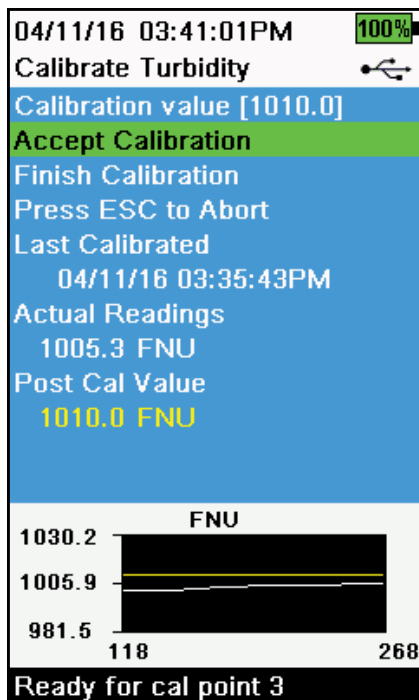 04/11/16 03:41:01PM 100%
Calibrate Turbidity
Calibration value [1010.0]
Accept Calibration
Finish Calibration
Press ESC to Abort
Last Calibrated
04/11/16 03:35:43PM
Actual Readings
1005.3 FNU
Post Cal Value
1010.0 FNU
FNU
1030.2
1005.9
981.5
118 268
Ready for cal point 3